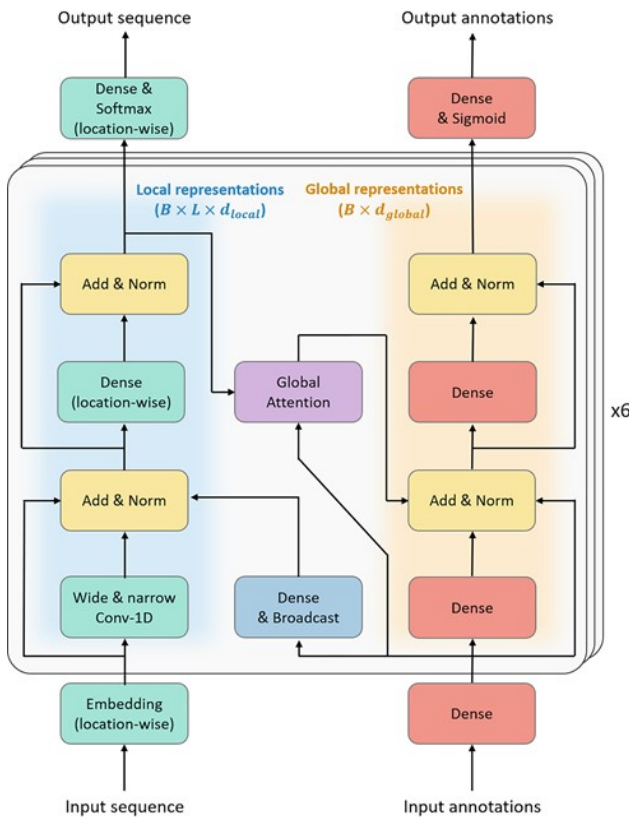 Output sequence
Output annotations
Dense &
Softmax
(location-wise)
Dense
& Sigmoid
Local representations
(B × L × d_local)
Global representations
(B × d_global)
Add & Norm
Add & Norm
Dense
(location-wise)
Global
Attention
Dense
x6
Add & Norm
Add & Norm
Wide & narrow
Conv-1D
Dense
& Broadcast
Dense
Embedding
(location-wise)
Dense
Input sequence
Input annotations